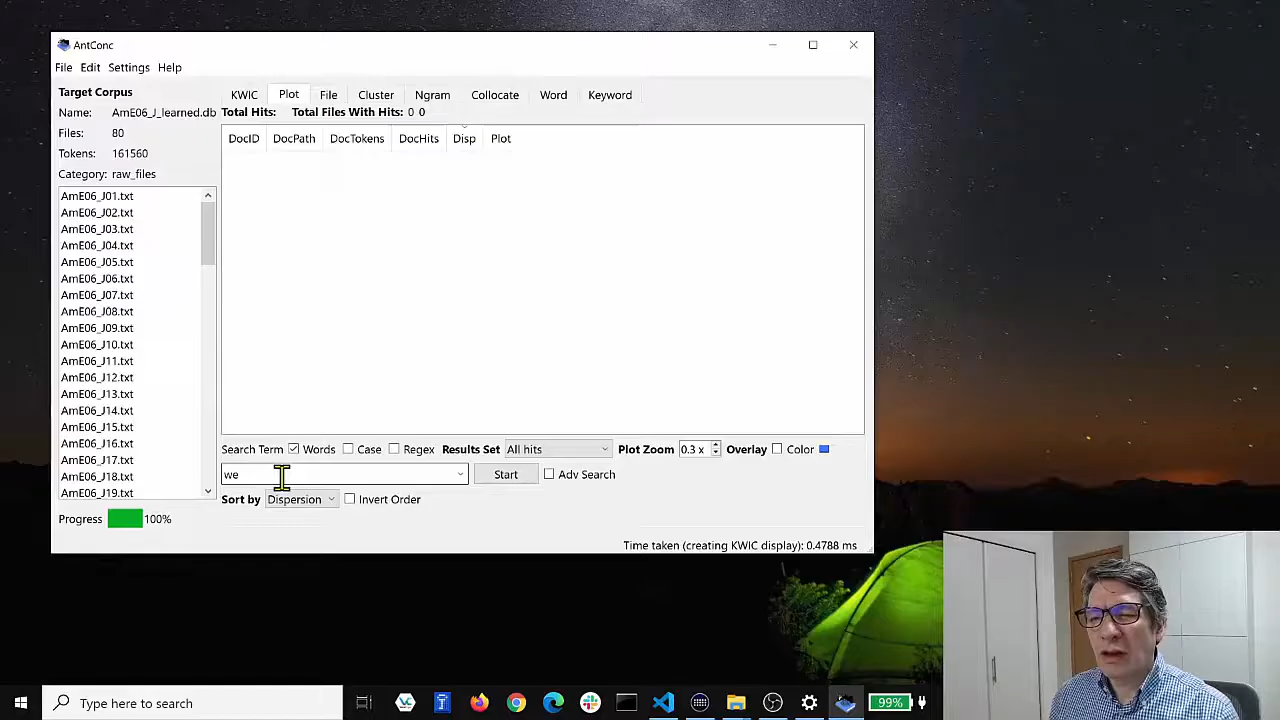 AntConc
File Edit Settings Help
Target Corpus
Name: AmE06_J_learned.db
Files: 80
Tokens: 161560
Category: raw_files
AmE06_J01.txt
AmE06_J02.txt
AmE06_J03.txt
AmE06_J04.txt
AmE06_J05.txt
AmE06_J06.txt
AmE06_J07.txt
AmE06_J08.txt
AmE06_J09.txt
AmE06_J10.txt
AmE06_J11.txt
AmE06_J12.txt
AmE06_J13.txt
AmE06_J14.txt
AmE06_J15.txt
AmE06_J16.txt
AmE06_J17.txt
AmE06_J18.txt
AmE06_J19.txt
Progress 100%
KWIC Plot File Cluster Ngram Collocate Word Keyword
Total Hits: Total Files With Hits: 0 0
DocID DocPath DocTokens DocHits Disp Plot
Search Term Words Case Regex Results Set All hits Plot Zoom 0.3 x Overlay Color
we Start Adv Search
Sort by Dispersion Invert Order
Time taken (creating KWIC display): 0.4788 ms
Type here to search
99%